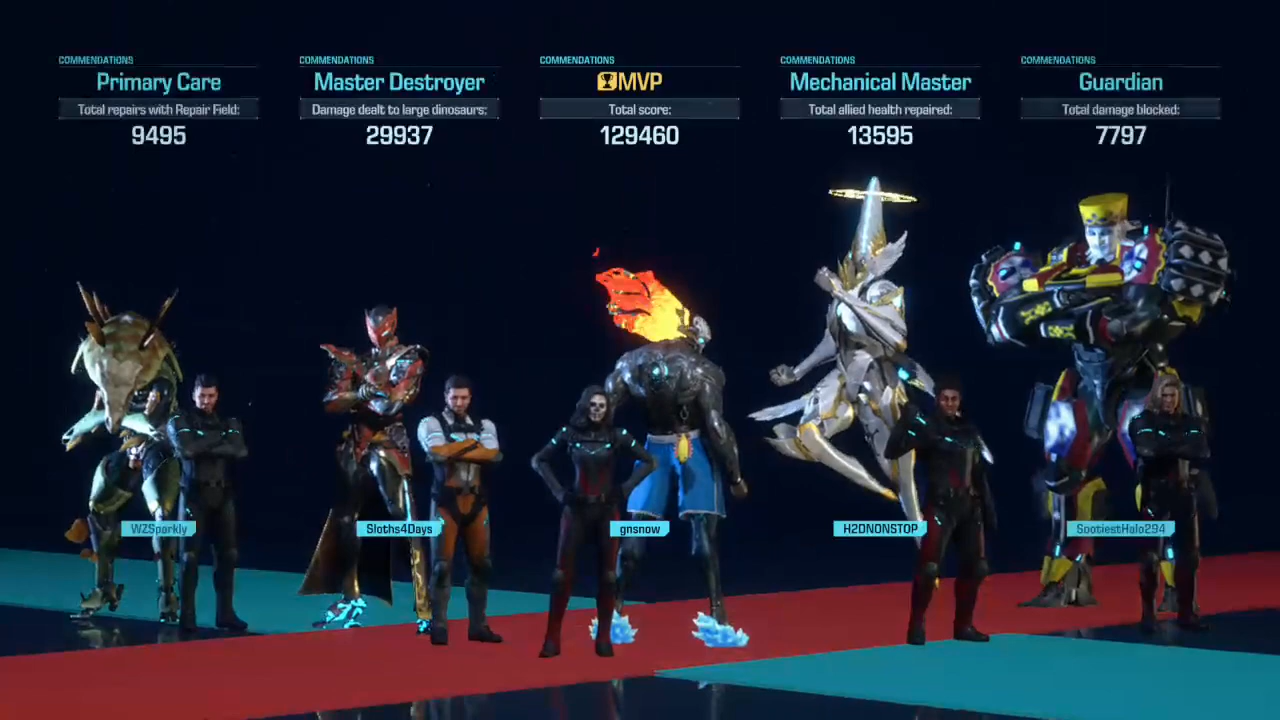 COMMENDATIONS
Primary Care
Total repairs with Repair Field:
9495
COMMENDATIONS
Master Destroyer
Damage dealt to large dinosaurs:
29937
COMMENDATIONS
MVP
Total score:
129460
COMMENDATIONS
Mechanical Master
Total allied health repaired:
13595
COMMENDATIONS
Guardian
Total damage blocked:
7797
WZSparkly
Sloths4Days
gnsnow
H2DNONSTOP
SootiestHalo294